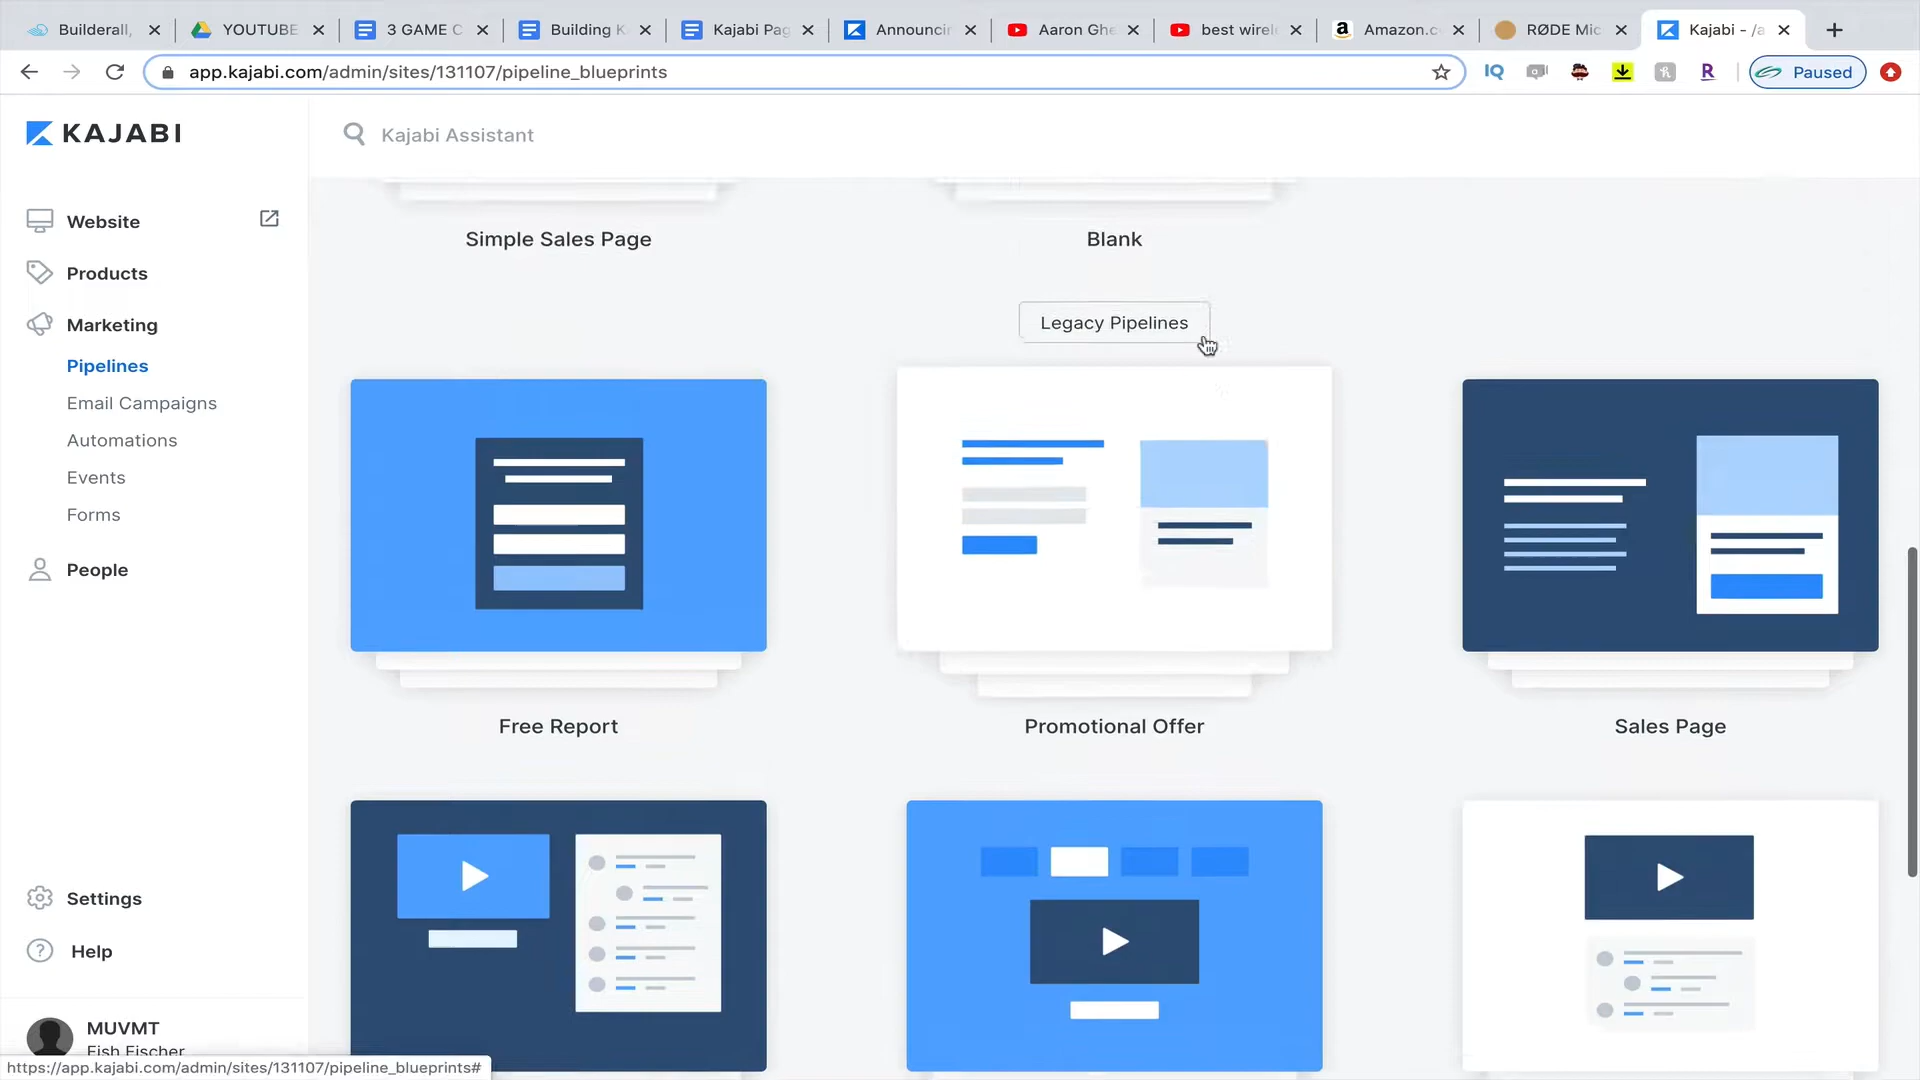 Builderall,
YOUTUBE
3 GAME C
Building K
Kajabi Pag
Announcin
Aaron Ghe
best wirel
Amazon.c
RØDE Mic
Kajabi - /a
app.kajabi.com/admin/sites/131107/pipeline_blueprints
IQ
R
Paused
KAJABI
Kajabi Assistant
Website
Products
Marketing
Pipelines
Email Campaigns
Automations
Events
Forms
People
Settings
Help
MUVMT
Fish Fischer
Simple Sales Page
Blank
Legacy Pipelines
Free Report
Promotional Offer
Sales Page
https://app.kajabi.com/admin/sites/131107/pipeline_blueprints#